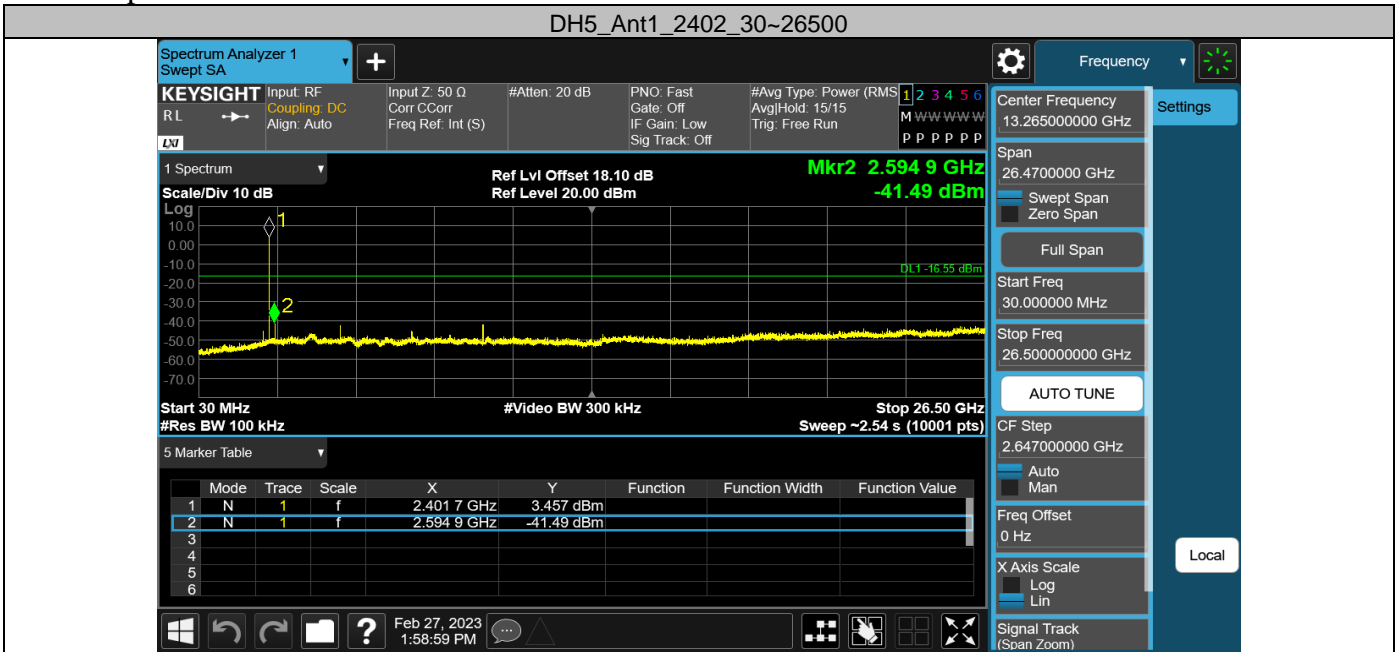 DH5_Ant1_2402_30~26500
Spectrum Analyzer 1
Swept SA
+
Frequency
KEYSIGHT
RL
LXI
Input: RF
Coupling: DC
Align: Auto
Input Z: 50 Ω
Corr CCorr
Freq Ref: Int (S)
#Atten: 20 dB
PNO: Fast
Gate: Off
IF Gain: Low
Sig Track: Off
#Avg Type: Power (RMS
Avg|Hold: 15/15
Trig: Free Run
1 2 3 4 5 6
M W W W W W
P P P P P P
1 Spectrum
Scale/Div 10 dB
Ref Lvl Offset 18.10 dB
Ref Level 20.00 dBm
Mkr2 2.594 9 GHz
-41.49 dBm
Log
10.0
0.00
-10.0
-20.0
-30.0
-40.0
-50.0
-60.0
-70.0
1
2
DL1 -16.55 dBm
Start 30 MHz
#Video BW 300 kHz
Stop 26.50 GHz
#Res BW 100 kHz
Sweep ~2.54 s (10001 pts)
5 Marker Table
Mode Trace Scale X Y Function Function Width Function Value
1 N 1 f 2.401 7 GHz 3.457 dBm
2 N 1 f 2.594 9 GHz -41.49 dBm
3
4
5
6
Feb 27, 2023
1:58:59 PM
?
Center Frequency
13.265000000 GHz
Settings
Span
26.4700000 GHz
Swept Span
Zero Span
Full Span
Start Freq
30.000000 MHz
Stop Freq
26.500000000 GHz
AUTO TUNE
CF Step
2.647000000 GHz
Auto
Man
Freq Offset
0 Hz
Local
X Axis Scale
Log
Lin
Signal Track
(Span Zoom)